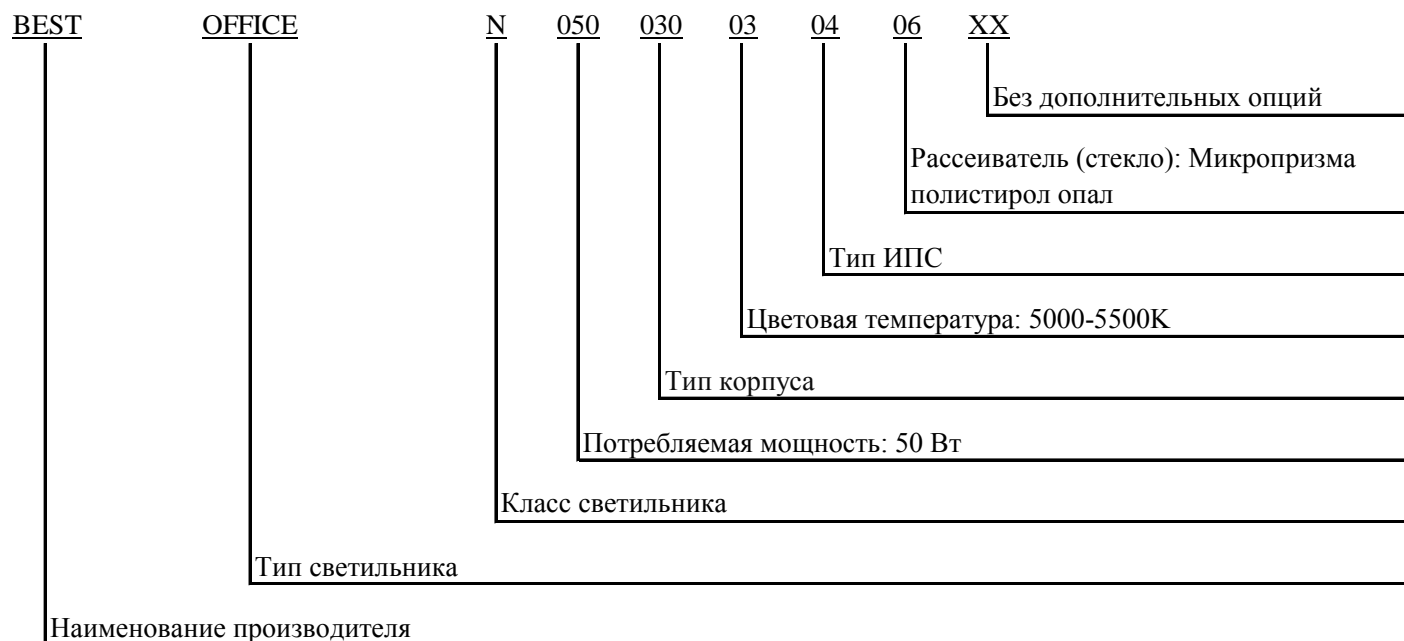 BEST OFFICE N 050 030 03 04 06 XX
Без дополнительных опций
Рассеиватель (стекло): Микропризма
полистирол опал
Тип ИПС
Цветовая температура: 5000-5500К
Тип корпуса
Потребляемая мощность: 50 Вт
Класс светильника
Тип светильника
Наименование производителя